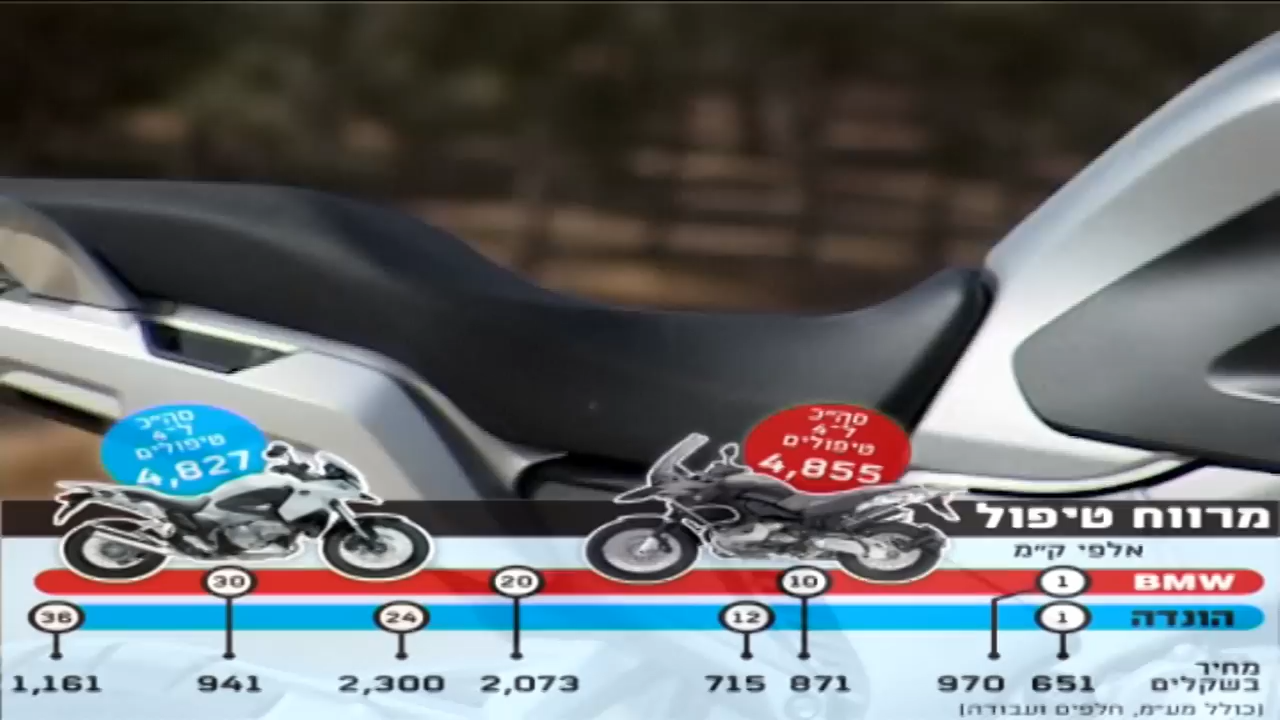 סה״כ
ל-4
טיפולים
4,855
סה״כ
ל-4
טיפולים
4,827
מרווח טיפול
אלפי ק״מ
BMW 1 10 20 30
הונדה 1 12 24 36
מחיר
בשקלים
651 970 871 715 2,073 2,300 941 1,161
(כולל מע״מ, חלפים ועבודה)